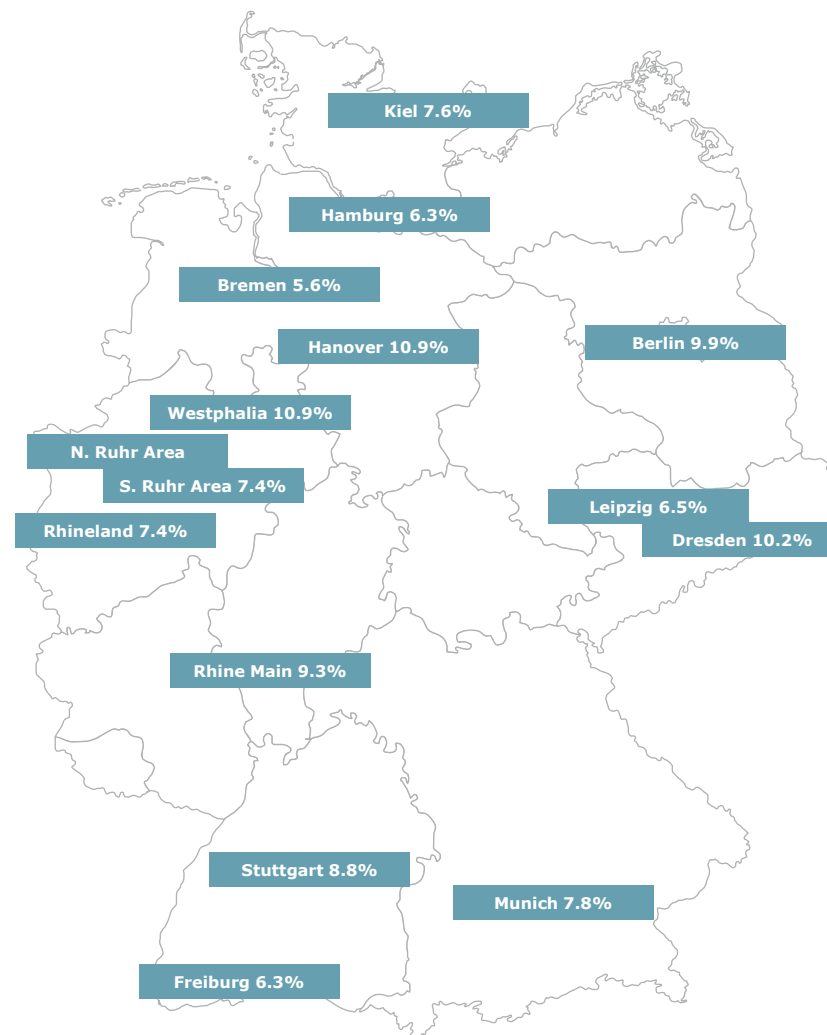 Kiel 7.6%
Hamburg 6.3%
Bremen 5.6%
Hanover 10.9%
Berlin 9.9%
Westphalia 10.9%
N. Ruhr Area
S. Ruhr Area 7.4%
Leipzig 6.5%
Rhineland 7.4%
Dresden 10.2%
Rhine Main 9.3%
Stuttgart 8.8%
Munich 7.8%
Freiburg 6.3%